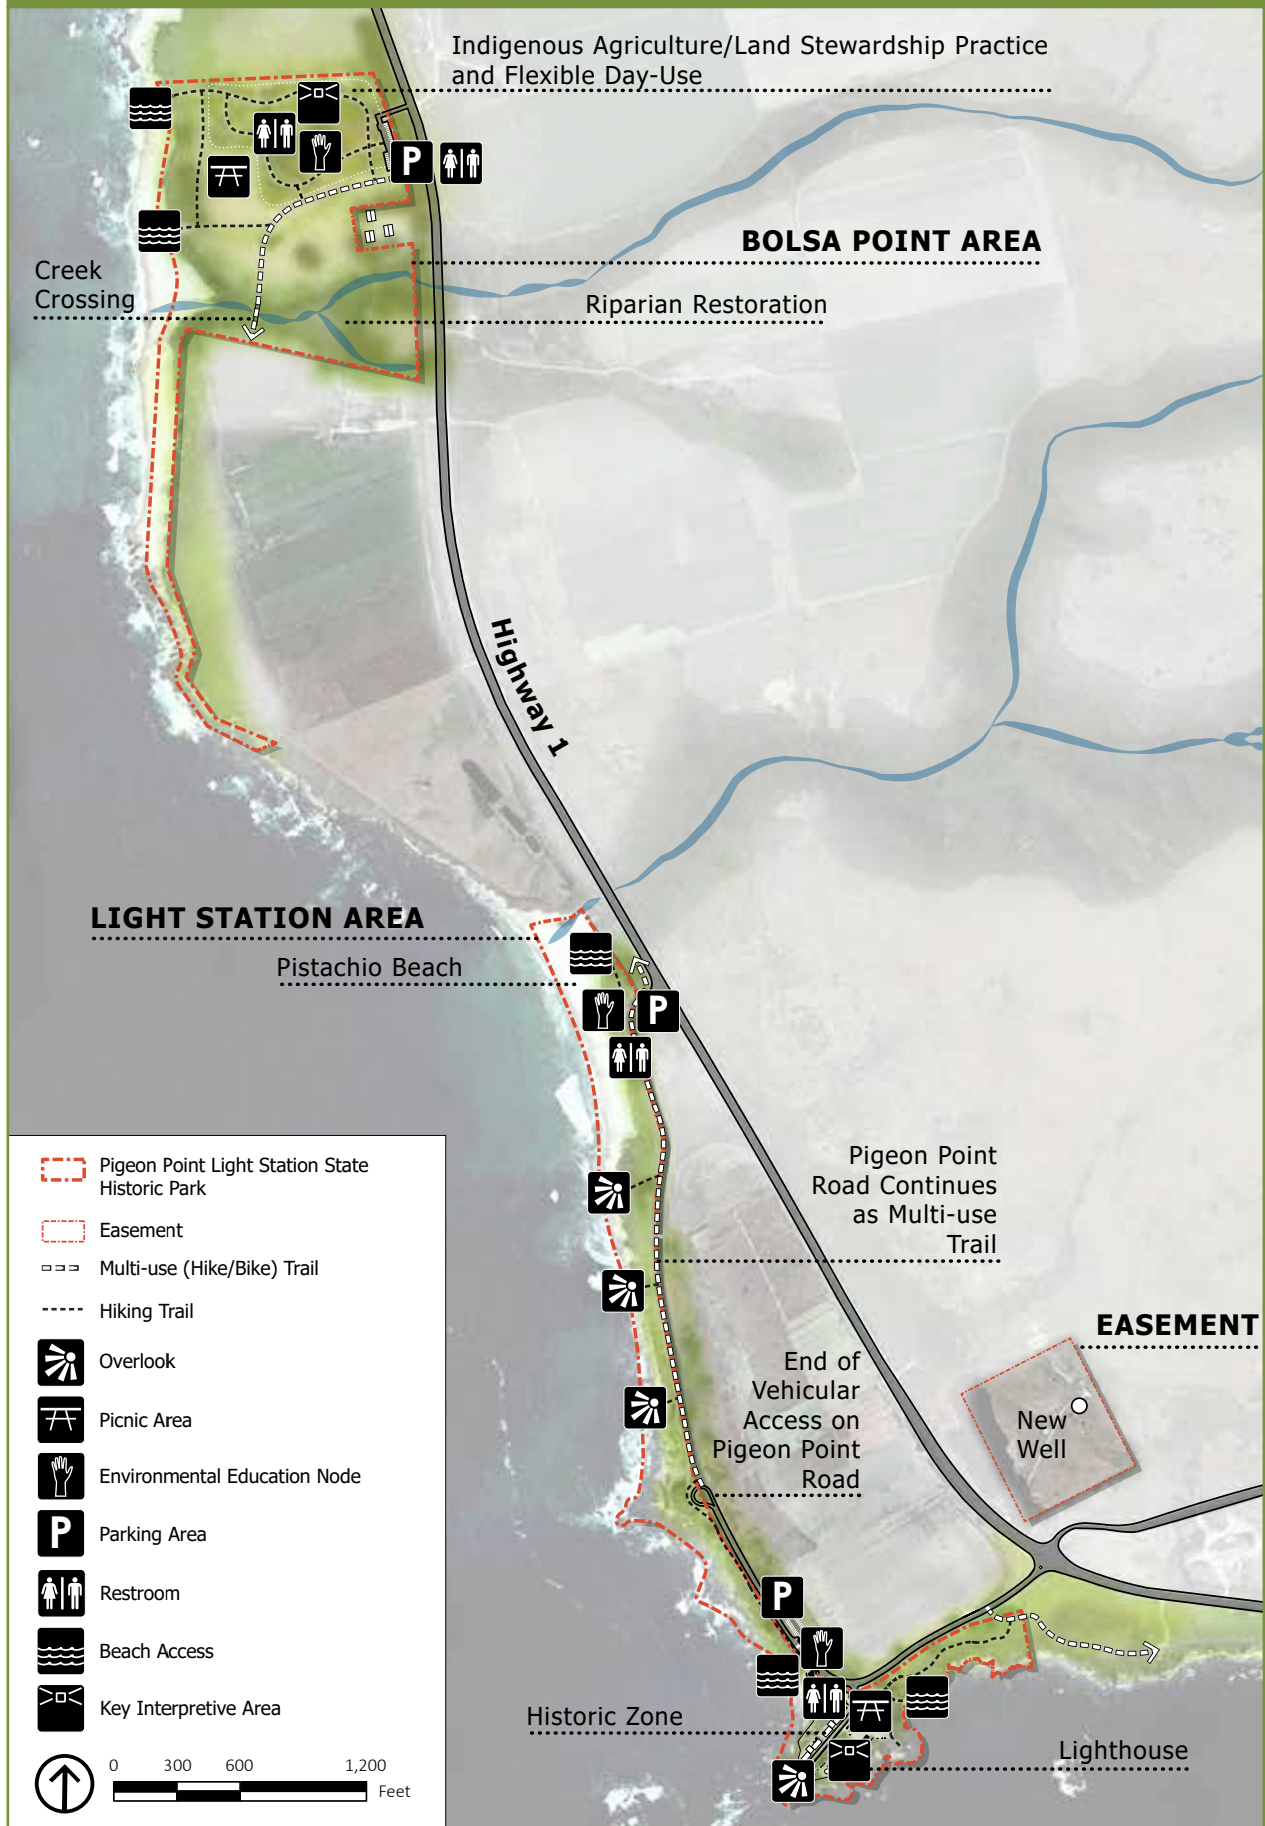 Indigenous Agriculture/Land Stewardship Practice
and Flexible Day-Use
P
BOLSA POINT AREA
Creek
Crossing
Riparian Restoration
Highway 1
LIGHT STATION AREA
Pistachio Beach
P
Pigeon Point
Road Continues
as Multi-use
Trail
EASEMENT
End of
Vehicular
Access on
Pigeon Point
Road
New
Well
P
Historic Zone
Lighthouse
Pigeon Point Light Station State
Historic Park
Easement
Multi-use (Hike/Bike) Trail
Hiking Trail
Overlook
Picnic Area
Environmental Education Node
P
Parking Area
Restroom
Beach Access
Key Interpretive Area
0 300 600 1,200
Feet